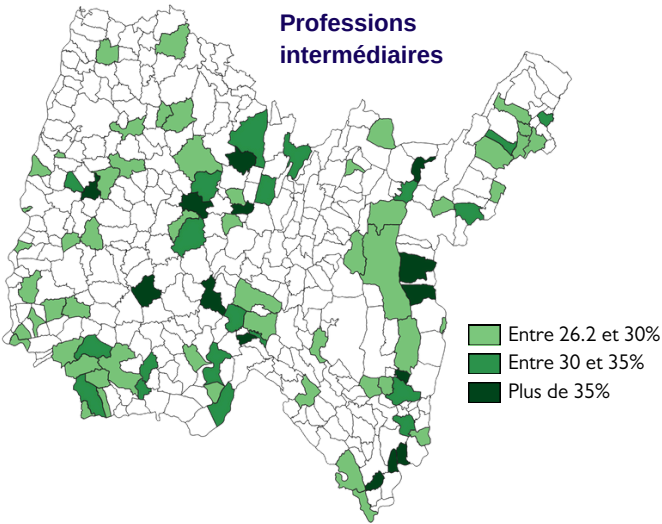 Professions
intermédiaires
Entre 26.2 et 30%
Entre 30 et 35%
Plus de 35%